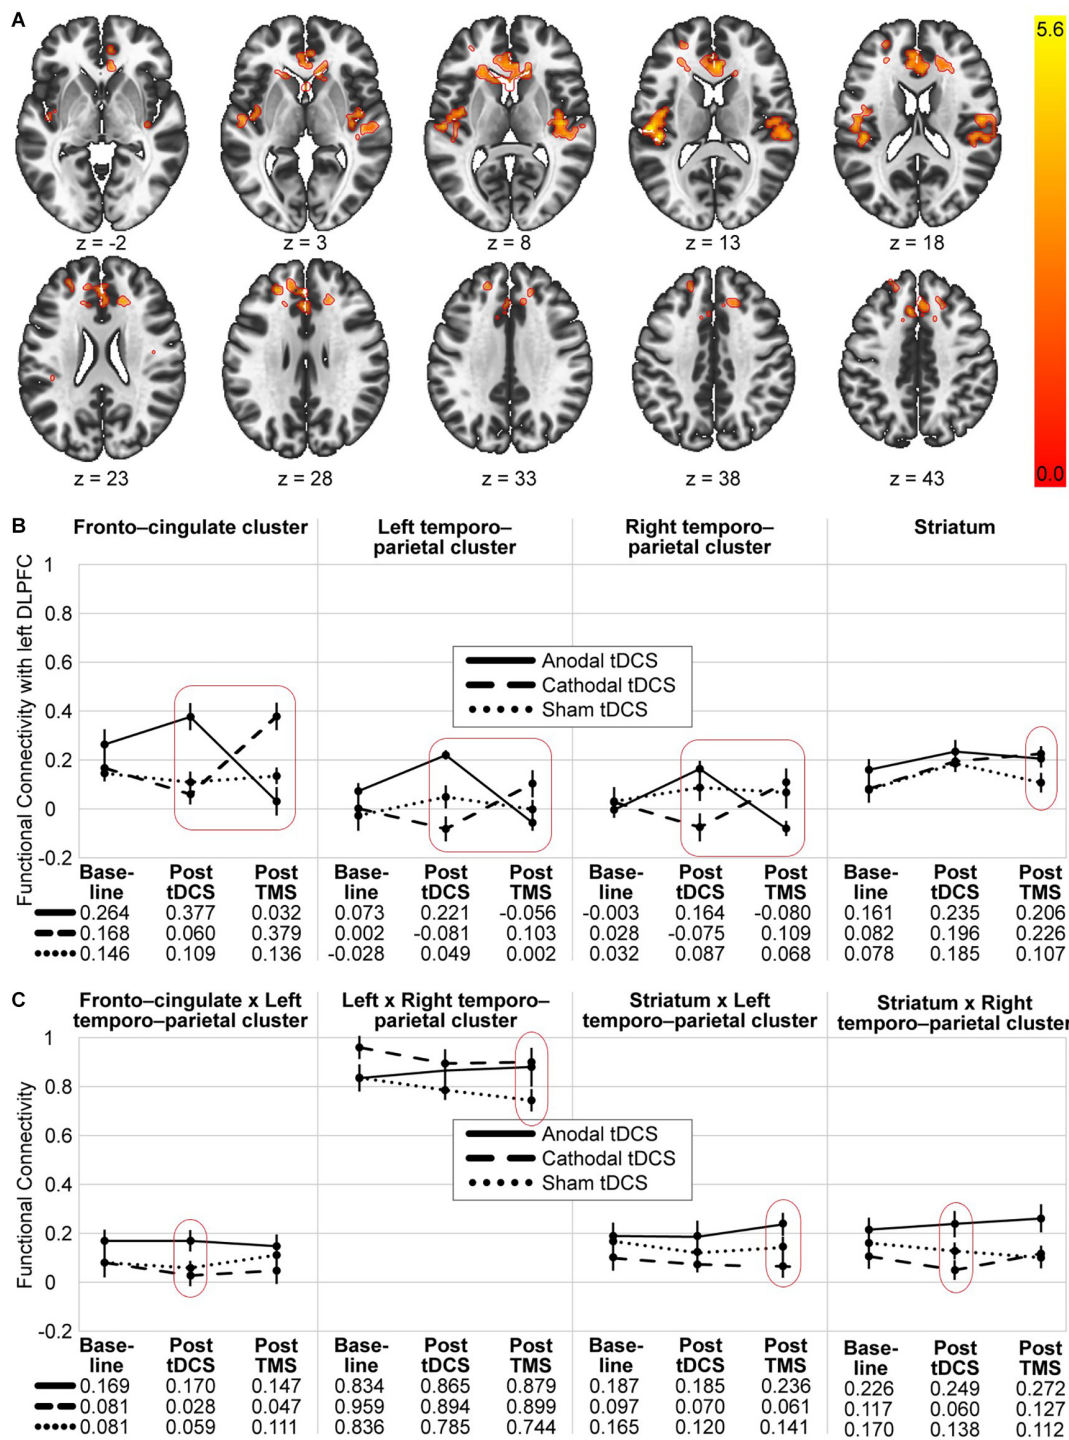 A
5.6
z = -2 z = 3 z = 8 z = 13 z = 18
z = 23 z = 28 z = 33 z = 38 z = 43
0.0
B
Fronto–cingulate cluster
Left temporo–
parietal cluster
Right temporo–
parietal cluster
Striatum
Functional Connectivity with left DLPFC
1
0.8
0.6
0.4
0.2
0
-0.2
Anodal tDCS
Cathodal tDCS
Sham tDCS
Base- Post Post Base- Post Post Base- Post Post Base- Post Post
line tDCS TMS line tDCS TMS line tDCS TMS line tDCS TMS
0.264 0.377 0.032 0.073 0.221 -0.056 -0.003 0.164 -0.080 0.161 0.235 0.206
0.168 0.060 0.379 0.002 -0.081 0.103 0.028 -0.075 0.109 0.082 0.196 0.226
0.146 0.109 0.136 -0.028 0.049 0.002 0.032 0.087 0.068 0.078 0.185 0.107
C
Fronto–cingulate x Left
temporo–parietal cluster
Left x Right temporo–
parietal cluster
Striatum x Left
temporo–parietal cluster
Striatum x Right
temporo–parietal cluster
Functional Connectivity
1
0.8
0.6
0.4
0.2
0
-0.2
Anodal tDCS
Cathodal tDCS
Sham tDCS
Base- Post Post Base- Post Post Base- Post Post Base- Post Post
line tDCS TMS line tDCS TMS line tDCS TMS line tDCS TMS
0.169 0.170 0.147 0.834 0.865 0.879 0.187 0.185 0.236 0.226 0.249 0.272
0.081 0.028 0.047 0.959 0.894 0.899 0.097 0.070 0.061 0.117 0.060 0.127
0.081 0.059 0.111 0.836 0.785 0.744 0.165 0.120 0.141 0.170 0.138 0.112